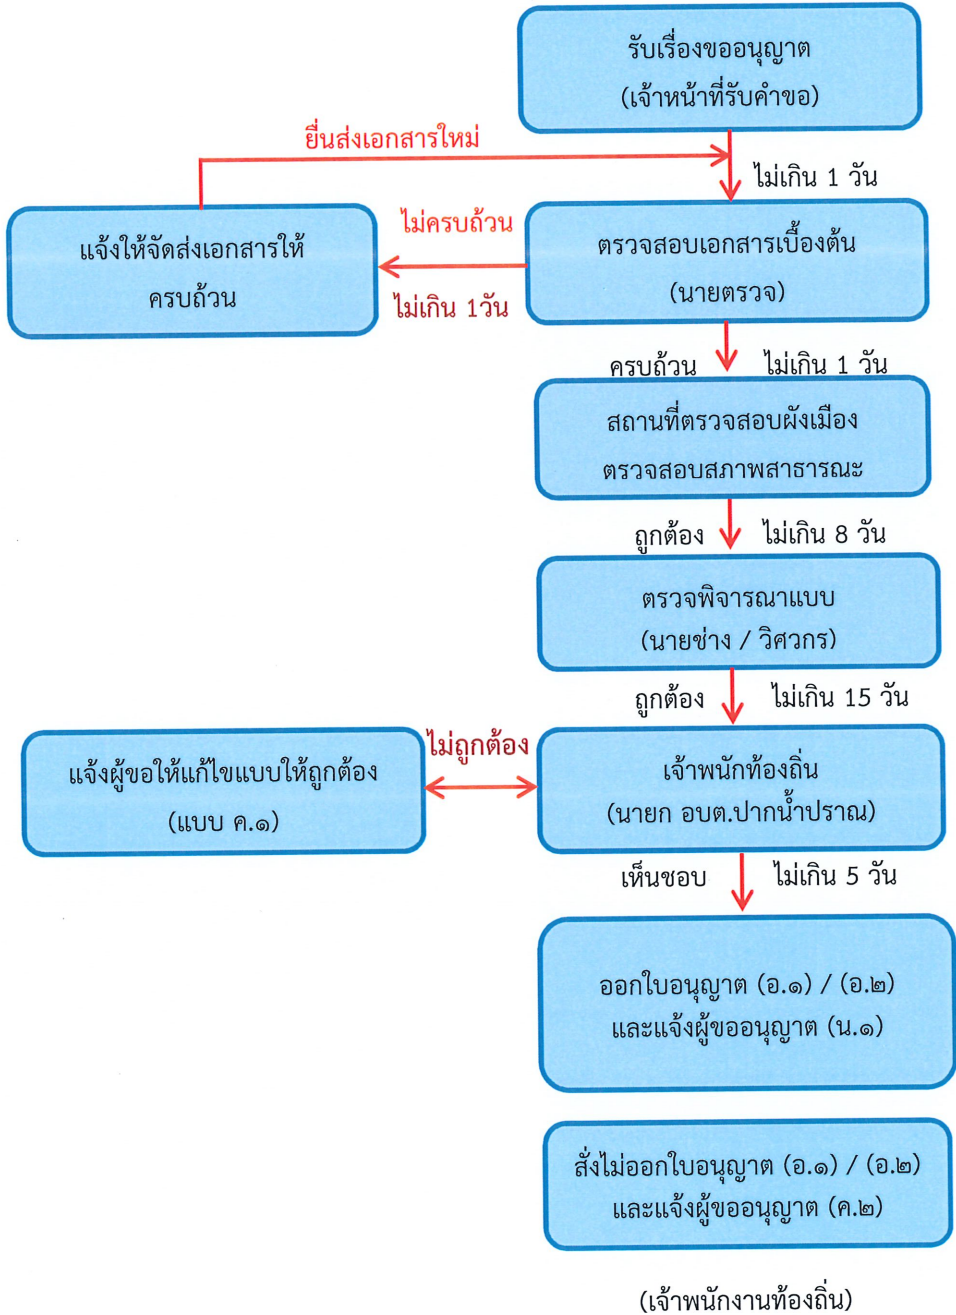 รับเรื่องขออนุญาต
(เจ้าหน้าที่รับคำขอ)
ยื่นส่งเอกสารใหม่
ไม่เกิน 1 วัน
แจ้งให้จัดส่งเอกสารให้
ครบถ้วน
ไม่ครบถ้วน
ไม่เกิน 1วัน
ตรวจสอบเอกสารเบื้องต้น
(นายตรวจ)
ครบถ้วน ไม่เกิน 1 วัน
สถานที่ตรวจสอบผังเมือง
ตรวจสอบสภาพสาธารณะ
ถูกต้อง ไม่เกิน 8 วัน
ตรวจพิจารณาแบบ
(นายช่าง / วิศวกร)
ถูกต้อง ไม่เกิน 15 วัน
แจ้งผู้ขอให้แก้ไขแบบให้ถูกต้อง
(แบบ ค.๑)
ไม่ถูกต้อง
เจ้าพนักท้องถิ่น
(นายก อบต.ปากน้ำปราณ)
เห็นชอบ ไม่เกิน 5 วัน
ออกใบอนุญาต (อ.๑) / (อ.๒)
และแจ้งผู้ขออนุญาต (น.๑)
สั่งไม่ออกใบอนุญาต (อ.๑) / (อ.๒)
และแจ้งผู้ขออนุญาต (ค.๒)
(เจ้าพนักงานท้องถิ่น)